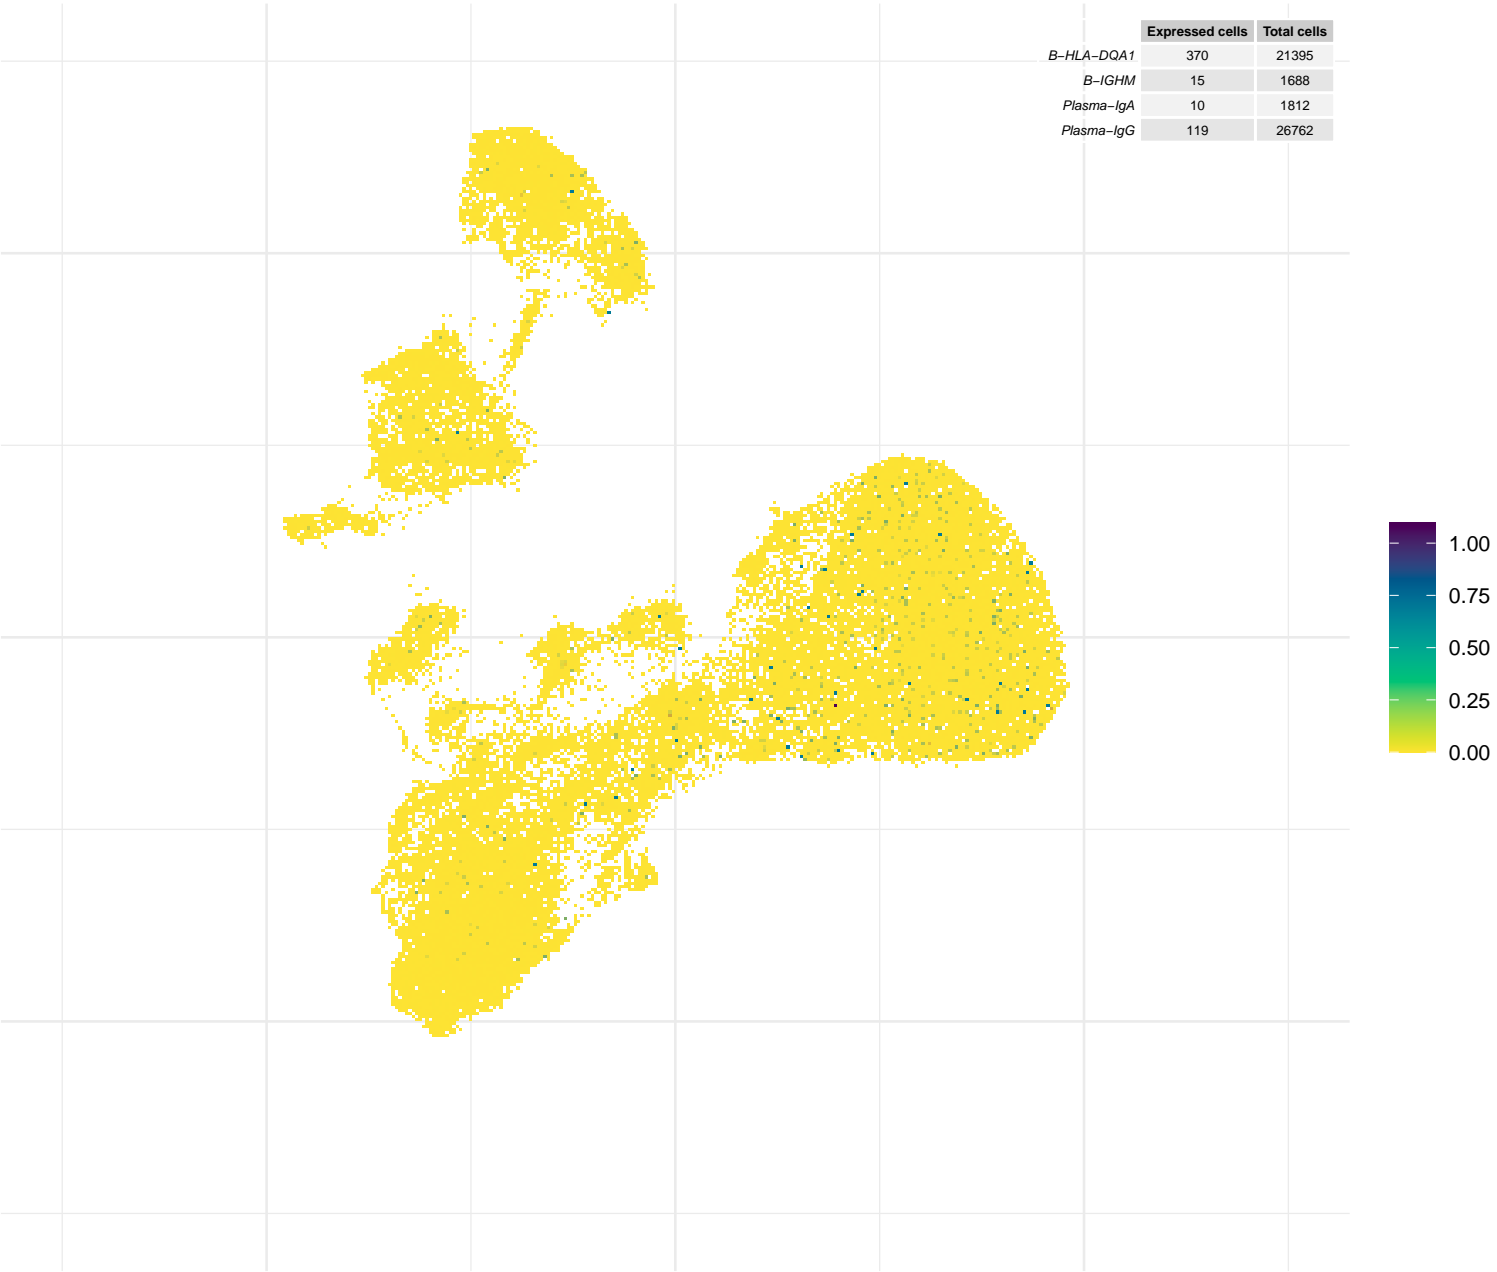 Expressed cells Total cells
B−HLA−DQA1 370 21395
B−IGHM 15 1688
Plasma−IgA 10 1812
Plasma−IgG 119 26762
1.00
0.75
0.50
0.25
0.00